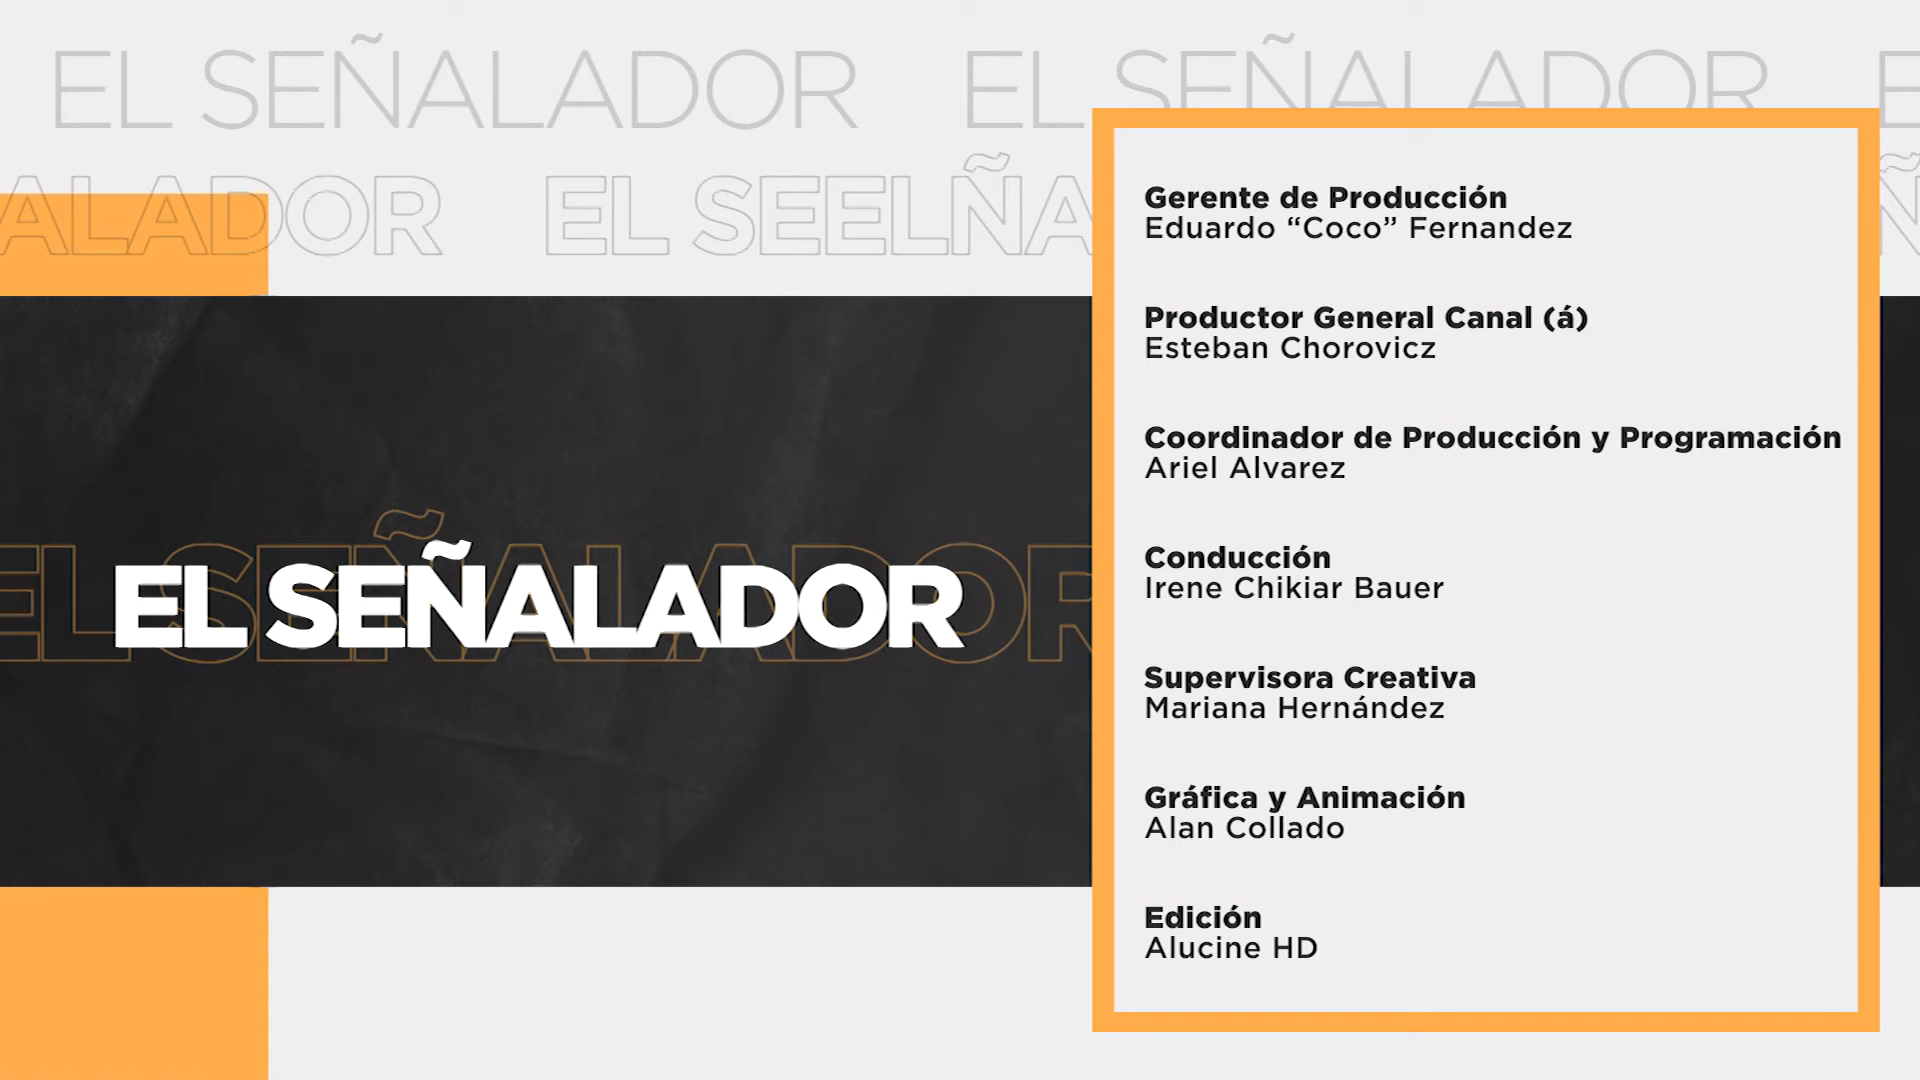 EL SEÑALADOR EL SEÑALADOR E
ALADOR EL SEELÑA
EL SEÑALADOR
EL SEÑALADOR
Gerente de Producción
Eduardo “Coco” Fernandez
Productor General Canal (á)
Esteban Chorovicz
Coordinador de Producción y Programación
Ariel Alvarez
Conducción
Irene Chikiar Bauer
Supervisora Creativa
Mariana Hernández
Gráfica y Animación
Alan Collado
Edición
Alucine HD